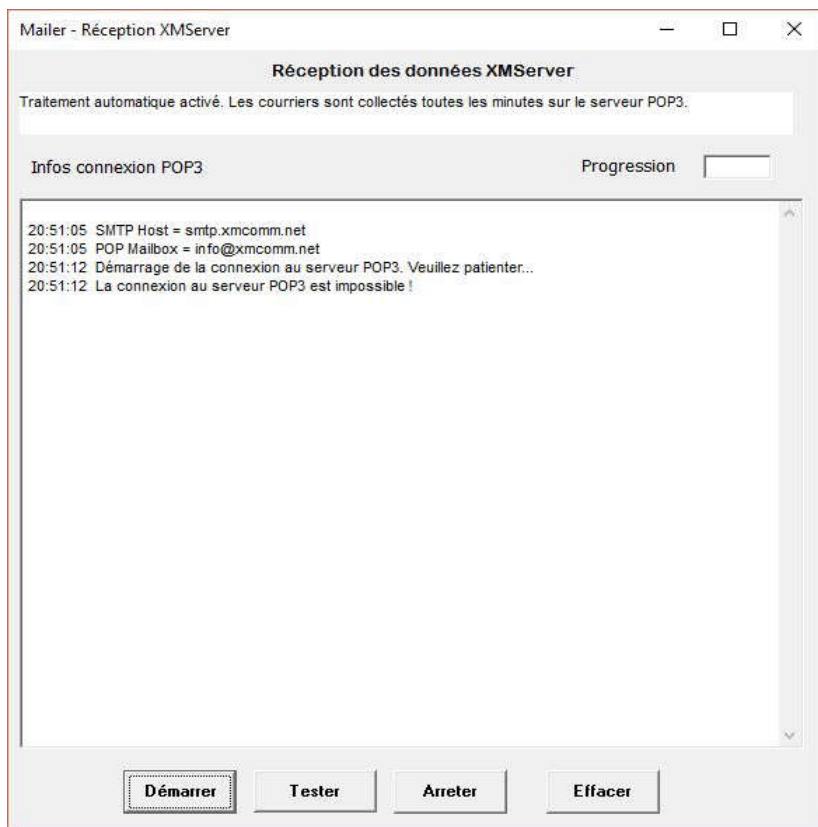 Mailer - Réception XMServer
Réception des données XMServer
Traitement automatique activé. Les courriers sont collectés toutes les minutes sur le serveur POP3.
Infos connexion POP3
Progression
20:51:05 SMTP Host = smtp.xmcomm.net
20:51:05 POP Mailbox = info@xmcomm.net
20:51:12 Démarrage de la connexion au serveur POP3. Veuillez patienter...
20:51:12 La connexion au serveur POP3 est impossible !
Démarrer
Tester
Arreter
Effacer